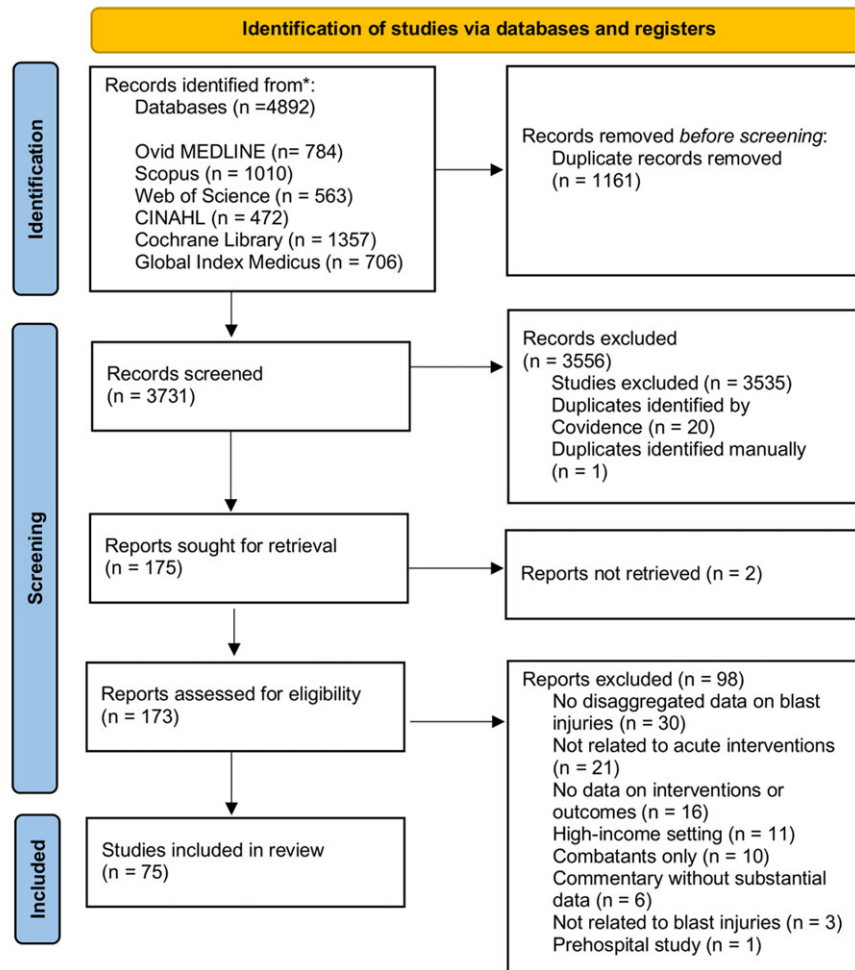 Identification of studies via databases and registers
Identification
Records identified from*:
Databases (n =4892)
Ovid MEDLINE (n= 784)
Scopus (n = 1010)
Web of Science (n = 563)
CINAHL (n = 472)
Cochrane Library (n = 1357)
Global Index Medicus (n = 706)
Records removed before screening:
Duplicate records removed
(n = 1161)
Screening
Records screened
(n = 3731)
Records excluded
(n = 3556)
Studies excluded (n = 3535)
Duplicates identified by
Covidence (n = 20)
Duplicates identified manually
(n = 1)
Reports sought for retrieval
(n = 175)
Reports not retrieved (n = 2)
Reports assessed for eligibility
(n = 173)
Reports excluded (n = 98)
No disaggregated data on blast
injuries (n = 30)
Not related to acute interventions
(n = 21)
No data on interventions or
outcomes (n = 16)
High-income setting (n = 11)
Combatants only (n = 10)
Commentary without substantial
data (n = 6)
Not related to blast injuries (n = 3)
Prehospital study (n = 1)
Included
Studies included in review
(n = 75)